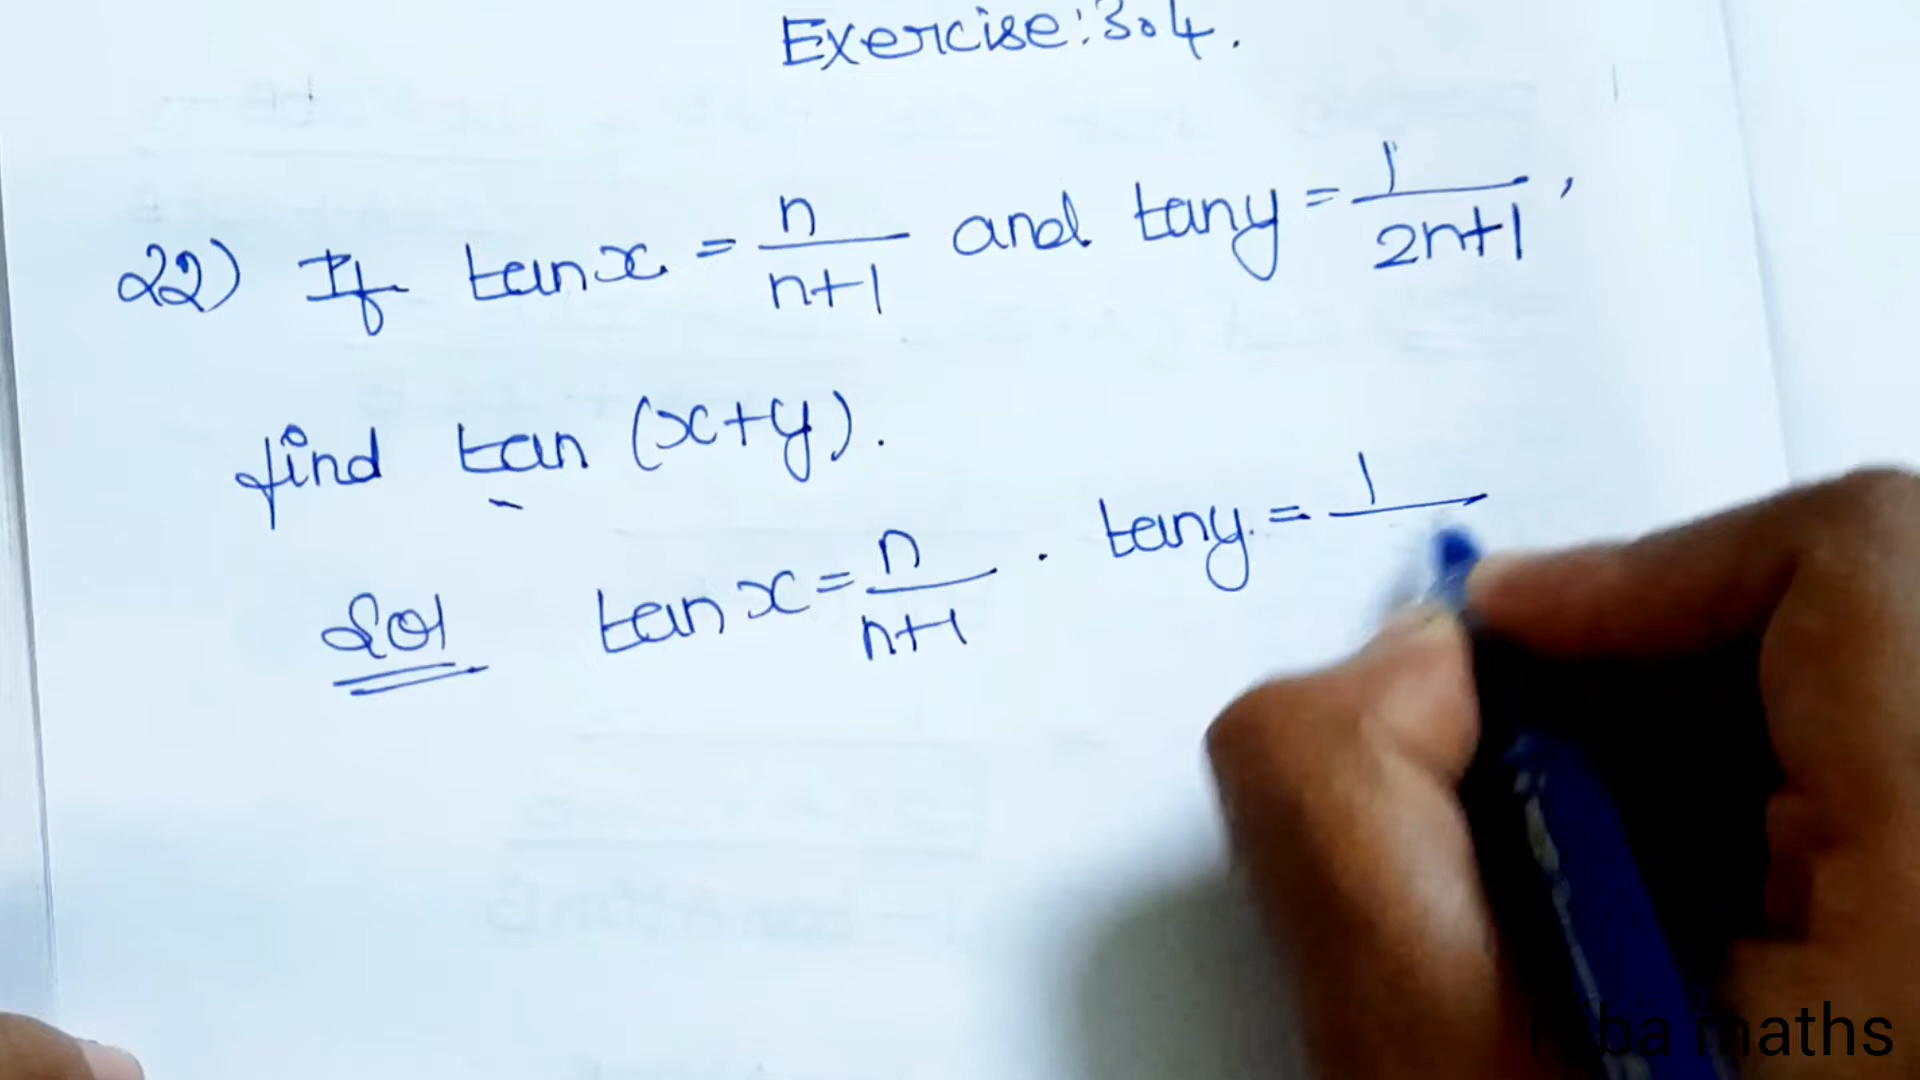 Exercise: 3.4.
22) If tan x = n/(n+1) and tan y = 1/(2n+1),
find tan (x+y).
Sol tan x = n/(n+1) . tan y = 1/
ba maths